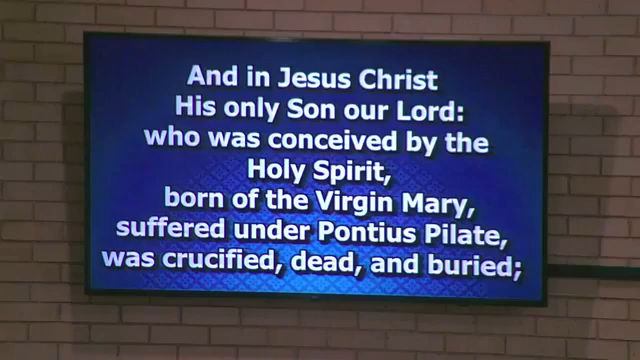 And in Jesus Christ
His only Son our Lord:
who was conceived by the
Holy Spirit,
born of the Virgin Mary,
suffered under Pontius Pilate,
was crucified, dead, and buried;